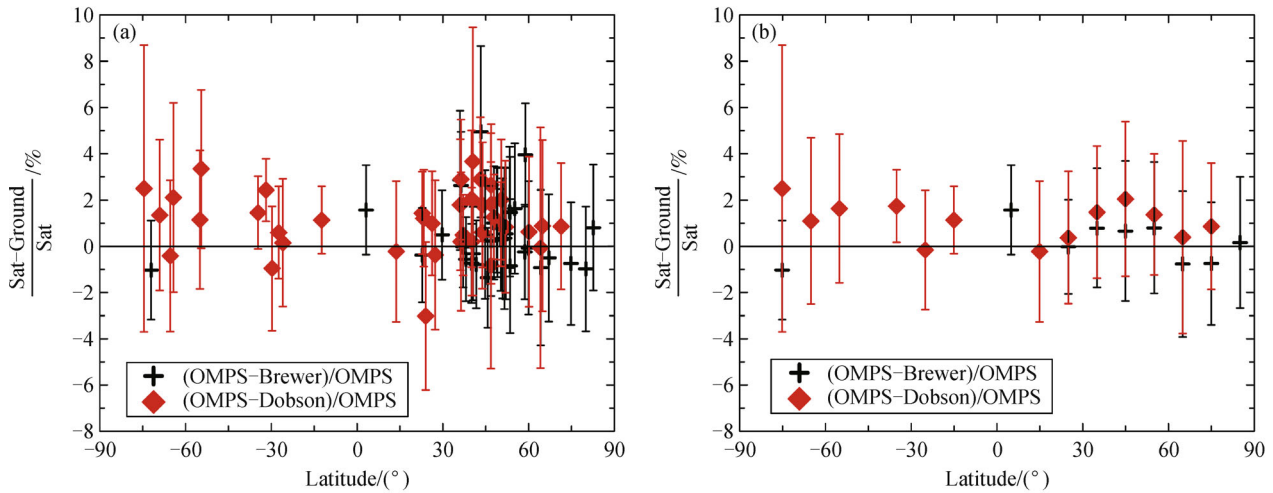 (a)
10
8
6
4
2
0
−2
−4
−6
−8
Sat−Ground
Sat
/%
(OMPS−Brewer)/OMPS
(OMPS−Dobson)/OMPS
−90 −60 −30 0 30 60 90
Latitude/(°)
(b)
10
8
6
4
2
0
−2
−4
−6
−8
Sat−Ground
Sat
/%
(OMPS−Brewer)/OMPS
(OMPS−Dobson)/OMPS
−90 −60 −30 0 30 60 90
Latitude/(°)